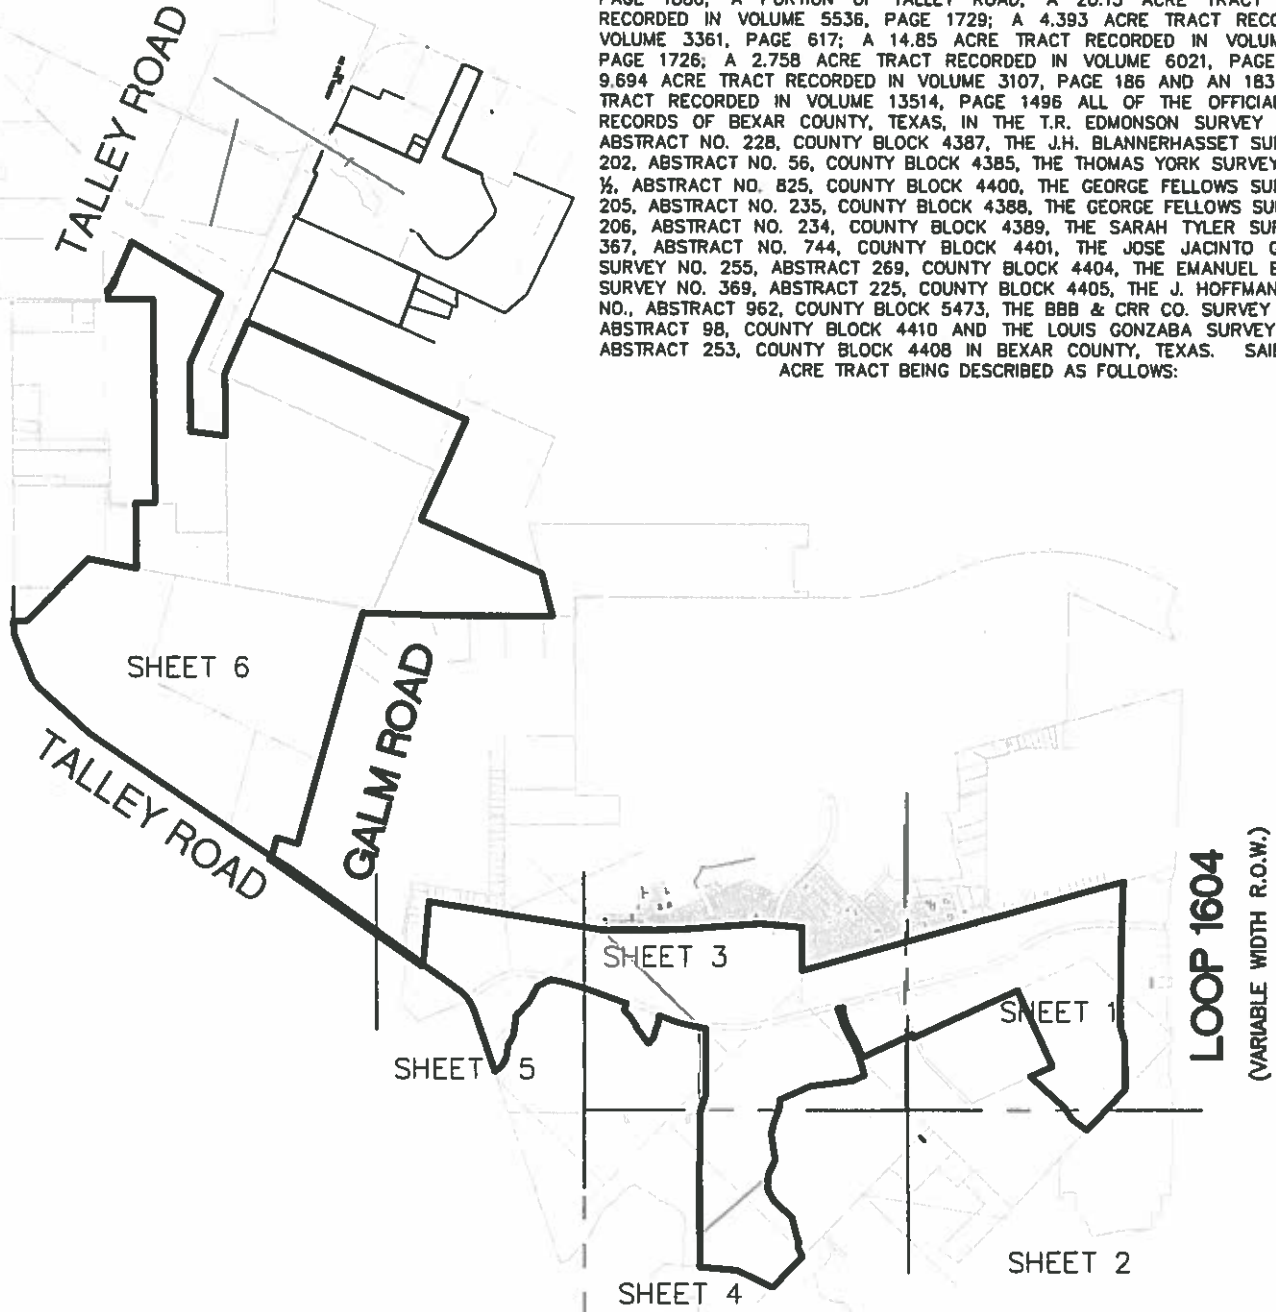 PAGE 1686; A PORTION OF TALLEY ROAD; A 20.15 ACRE TRACT
RECORDED IN VOLUME 5536, PAGE 1729; A 4.393 ACRE TRACT RECO
VOLUME 3361, PAGE 617; A 14.85 ACRE TRACT RECORDED IN VOLUM
PAGE 1726; A 2.758 ACRE TRACT RECORDED IN VOLUME 6021, PAGE
9.694 ACRE TRACT RECORDED IN VOLUME 3107, PAGE 186 AND AN 183
TRACT RECORDED IN VOLUME 13514, PAGE 1496 ALL OF THE OFFICIAL
RECORDS OF BEXAR COUNTY, TEXAS, IN THE T.R. EDMONSON SURVEY
ABSTRACT NO. 228, COUNTY BLOCK 4387, THE J.H. BLANNERHASSET SU
202, ABSTRACT NO. 56, COUNTY BLOCK 4385, THE THOMAS YORK SURVEY
½, ABSTRACT NO. 825, COUNTY BLOCK 4400, THE GEORGE FELLOWS SU
205, ABSTRACT NO. 235, COUNTY BLOCK 4388, THE GEORGE FELLOWS SU
206, ABSTRACT NO. 234, COUNTY BLOCK 4389, THE SARAH TYLER SUR
367, ABSTRACT NO. 744, COUNTY BLOCK 4401, THE JOSE JACINTO
SURVEY NO. 255, ABSTRACT 269, COUNTY BLOCK 4404, THE EMANUEL
SURVEY NO. 369, ABSTRACT 225, COUNTY BLOCK 4405, THE J. HOFFMAN
NO., ABSTRACT 962, COUNTY BLOCK 5473, THE BBB & CRR CO. SURVEY
ABSTRACT 98, COUNTY BLOCK 4410 AND THE LOUIS GONZABA SURVEY
ABSTRACT 253, COUNTY BLOCK 4408 IN BEXAR COUNTY, TEXAS. SAI
ACRE TRACT BEING DESCRIBED AS FOLLOWS:
TALLEY ROAD
SHEET 6
GALM ROAD
TALLEY ROAD
SHEET 3
SHEET 1
LOOP 1604
(VARIABLE WIDTH R.O.W.)
SHEET 5
SHEET 2
SHEET 4